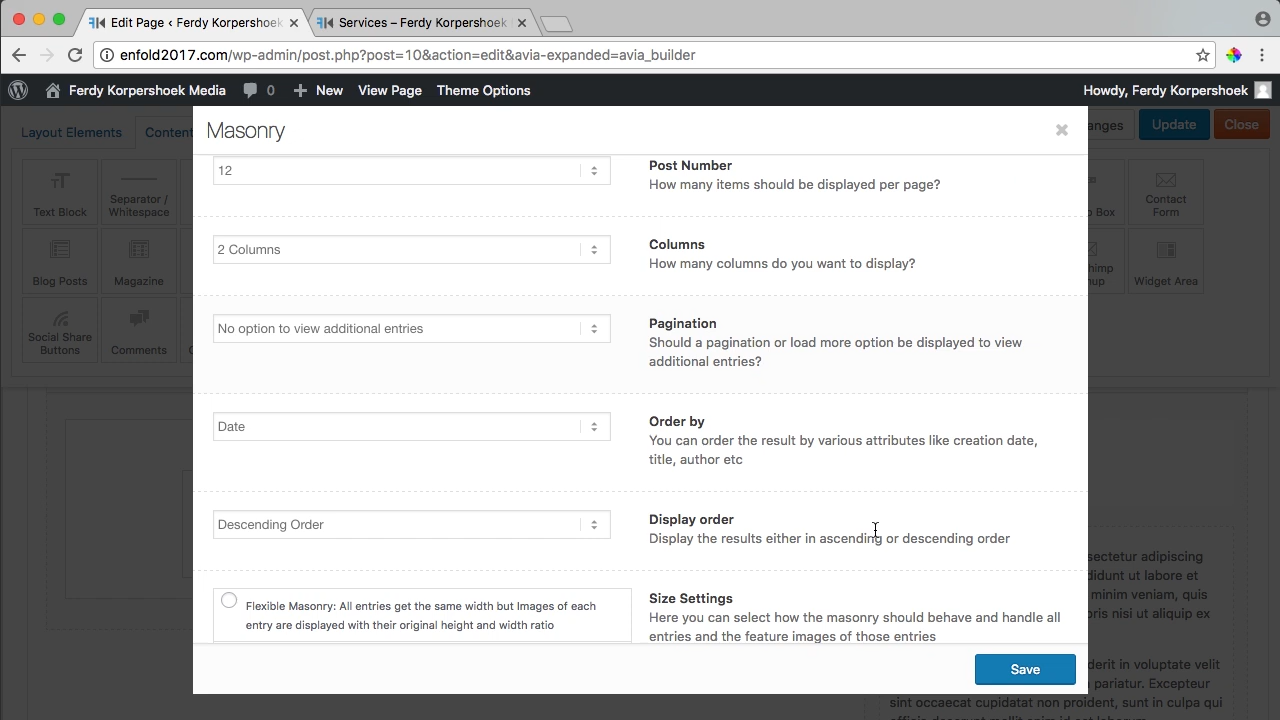 Edit Page ‹ Ferdy Korpershoek
Services – Ferdy Korpershoek
enfold2017.com/wp-admin/post.php?post=10&action=edit&avia-expanded=avia_builder
Ferdy Korpershoek Media
0
New
View Page
Theme Options
Howdy, Ferdy Korpershoek
Layout Elements
Conten
anges
Update
Close
Masonry
Text Block
Separator /
Whitespace
Box
Contact
Form
Blog Posts
Magazine
himp
nup
Widget Area
Social Share
Buttons
Comments
12
Post Number
How many items should be displayed per page?
2 Columns
Columns
How many columns do you want to display?
No option to view additional entries
Pagination
Should a pagination or load more option be displayed to view
additional entries?
Date
Order by
You can order the result by various attributes like creation date,
title, author etc
Descending Order
Display order
Display the results either in ascending or descending order
Flexible Masonry: All entries get the same width but Images of each
entry are displayed with their original height and width ratio
Size Settings
Here you can select how the masonry should behave and handle all
entries and the feature images of those entries
Save
sectetur adipiscing
didunt ut labore et
minim veniam, quis
oris nisi ut aliquip ex
derit in voluptate velit
pariatur. Excepteur
sint occaecat cupidatat non proident, sunt in culpa qui